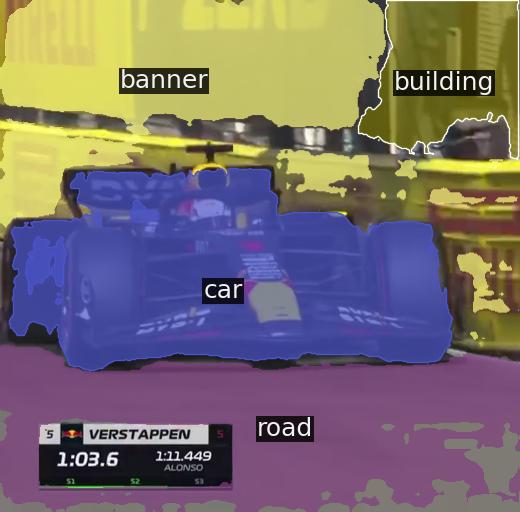 banner
building
car
road
5 VERSTAPPEN 5
1:03.6 1:11.449
ALONSO
S1 S2 S3